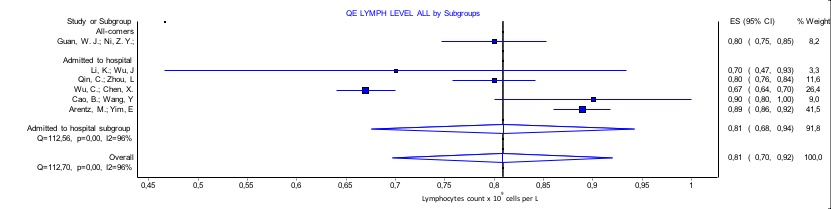 QE LYMPH LEVEL ALL by Subgroups
Study or Subgroup ES (95% CI) % Weight
All-comers
Guan, W. J.; Ni, Z. Y.; 0,80 ( 0,75, 0,85) 8,2
Admitted to hospital
Li, K.; Wu, J 0,70 ( 0,47, 0,93) 3,3
Qin, C.; Zhou, L 0,80 ( 0,76, 0,84) 11,6
Wu, C.; Chen, X. 0,67 ( 0,64, 0,70) 26,4
Cao, B.; Wang, Y 0,90 ( 0,80, 1,00) 9,0
Arentz, M.; Yim, E 0,89 ( 0,86, 0,92) 41,5
Admitted to hospital subgroup 0,81 ( 0,68, 0,94) 91,8
Q=112,56, p=0,00, I2=96%
Overall 0,81 ( 0,70, 0,92) 100,0
Q=112,70, p=0,00, I2=96%
0,45 0,5 0,55 0,6 0,65 0,7 0,75 0,8 0,85 0,9 0,95 1
Lymphocytes count x 10⁹ cells per L